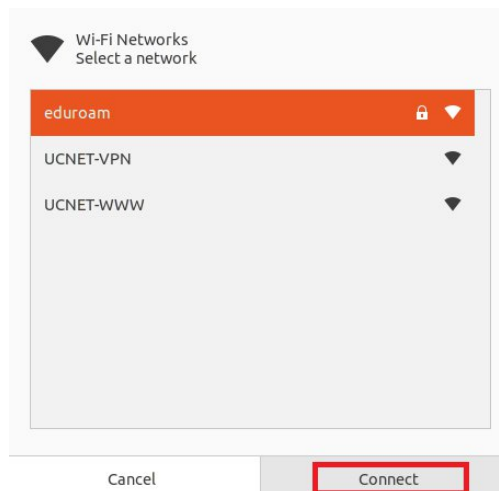 Wi-Fi Networks
Select a network
eduroam
UCNET-VPN
UCNET-WWW
Cancel
Connect